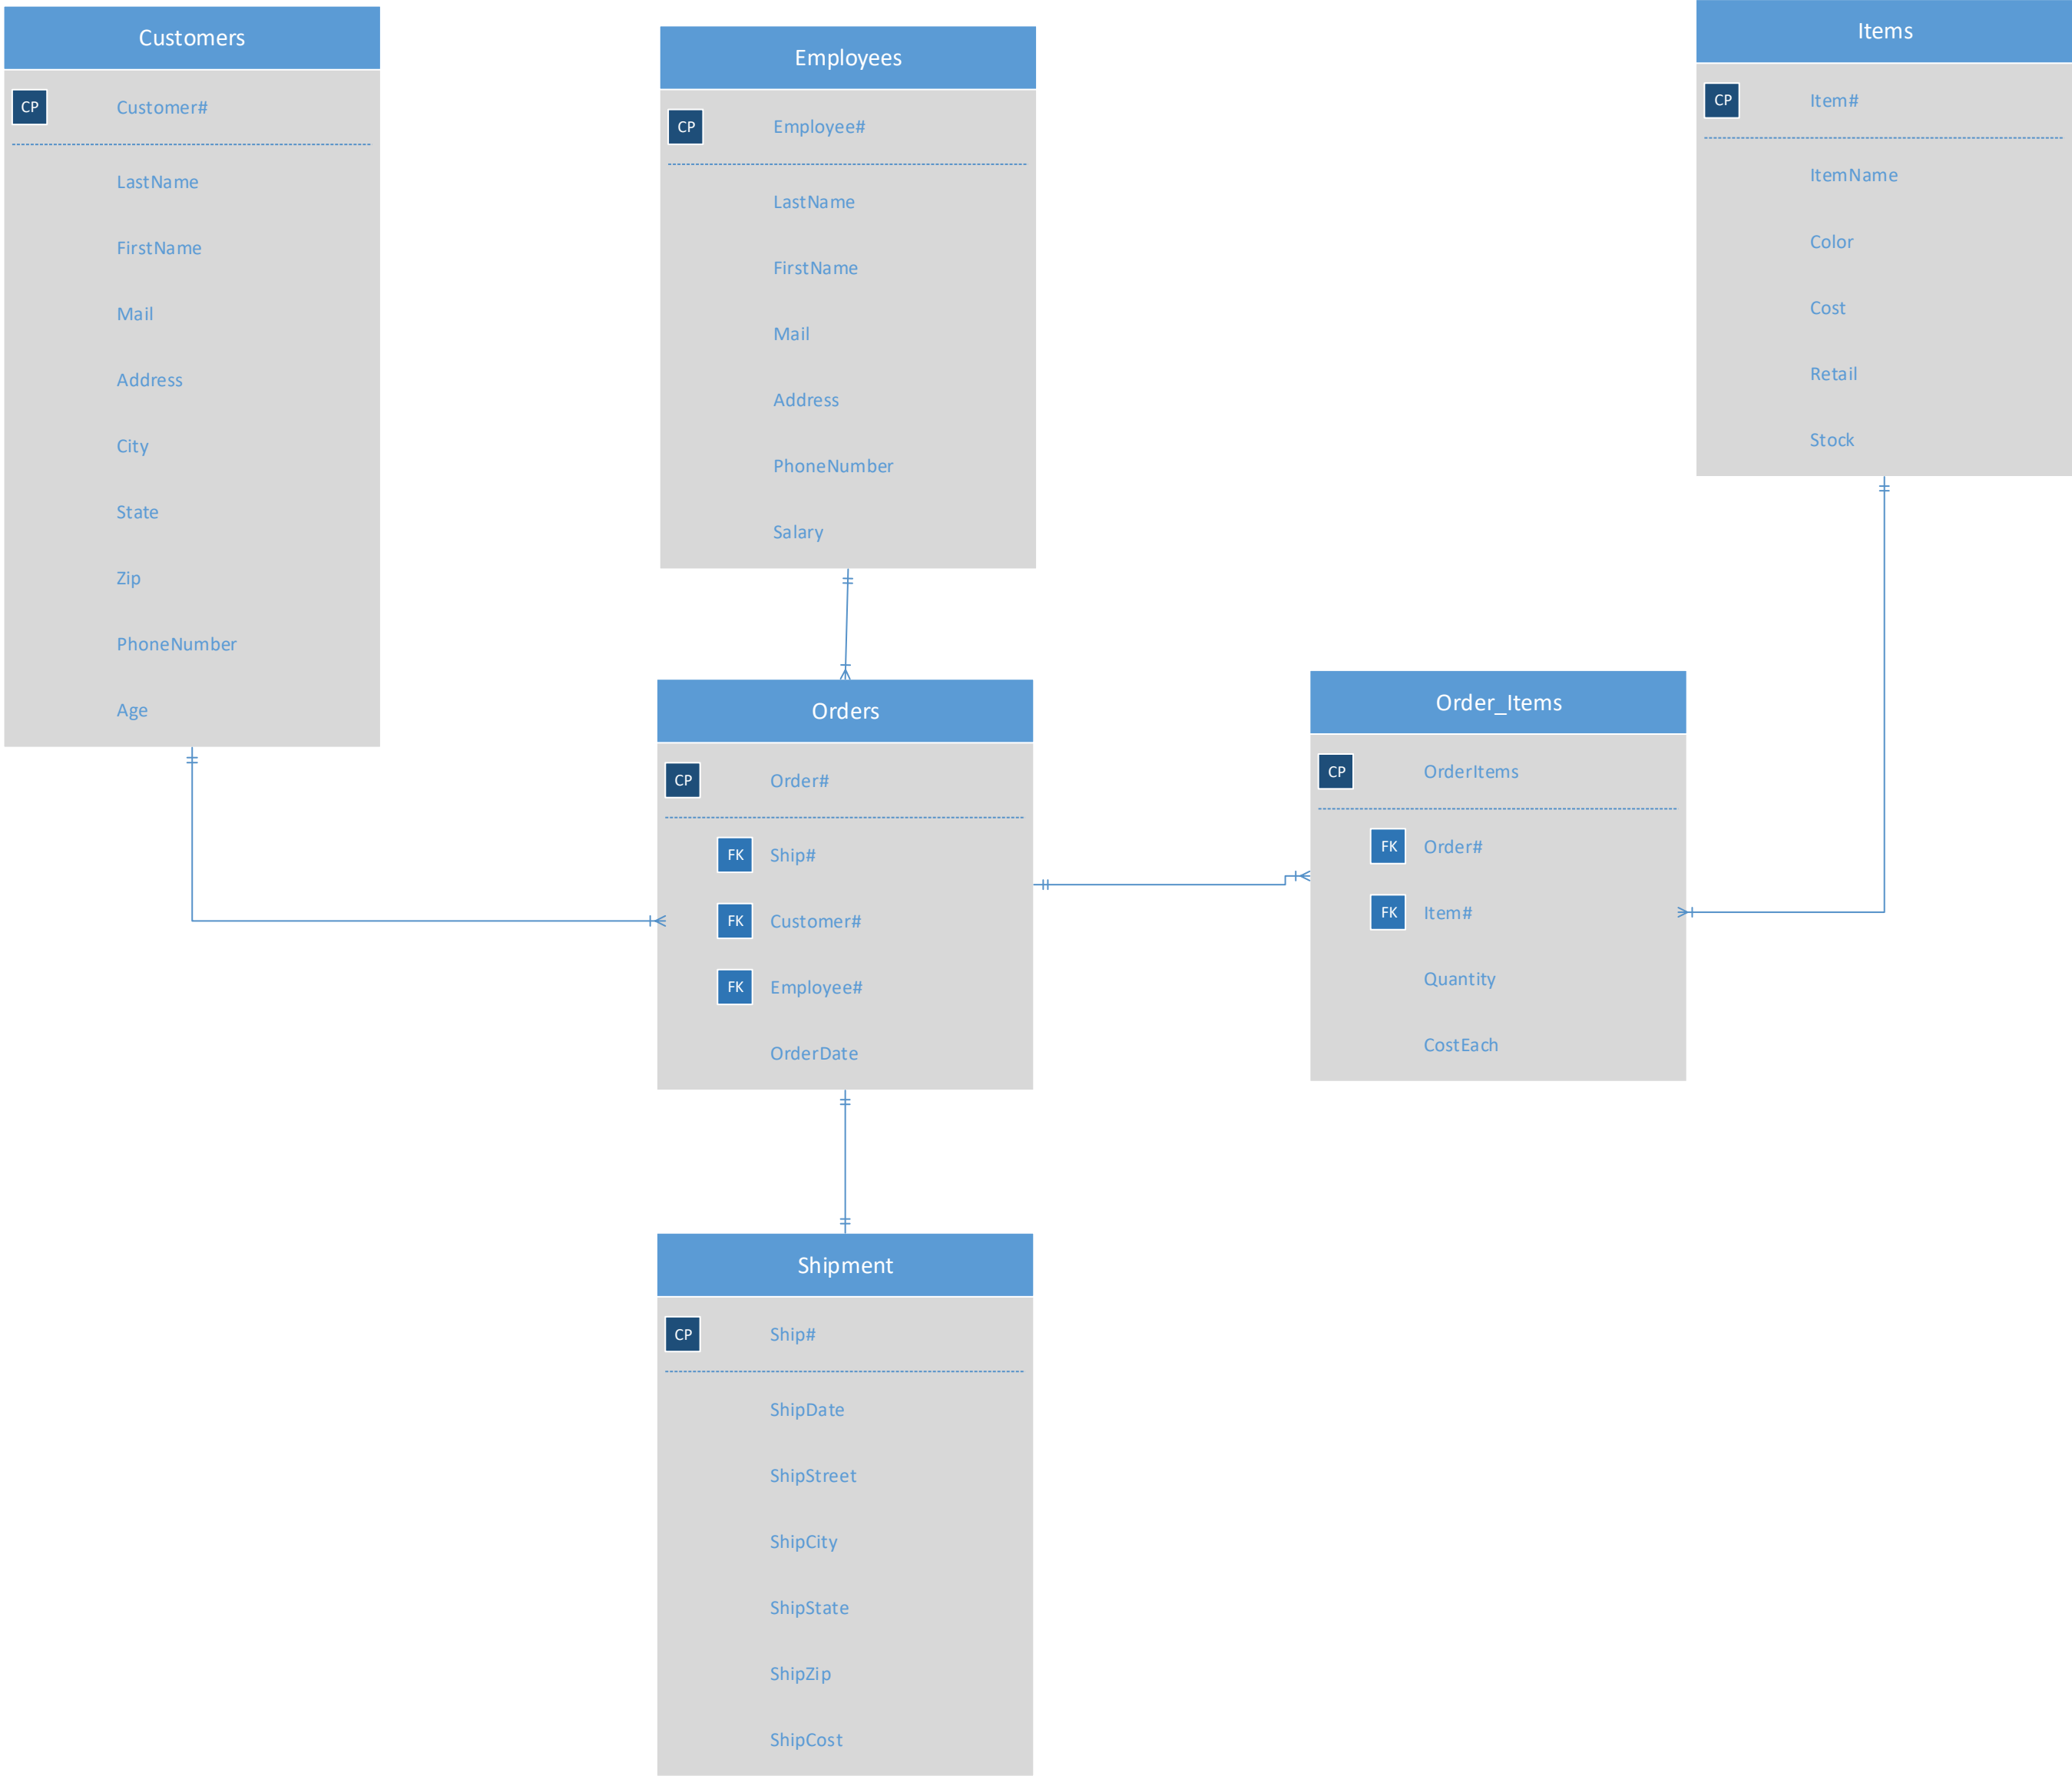 Customers
CP Customer#
LastName
FirstName
Mail
Address
City
State
Zip
PhoneNumber
Age
Employees
CP Employee#
LastName
FirstName
Mail
Address
PhoneNumber
Salary
Items
CP Item#
ItemName
Color
Cost
Retail
Stock
Orders
CP Order#
FK Ship#
FK Customer#
FK Employee#
OrderDate
Order_Items
CP OrderItems
FK Order#
FK Item#
Quantity
CostEach
Shipment
CP Ship#
ShipDate
ShipStreet
ShipCity
ShipState
ShipZip
ShipCost